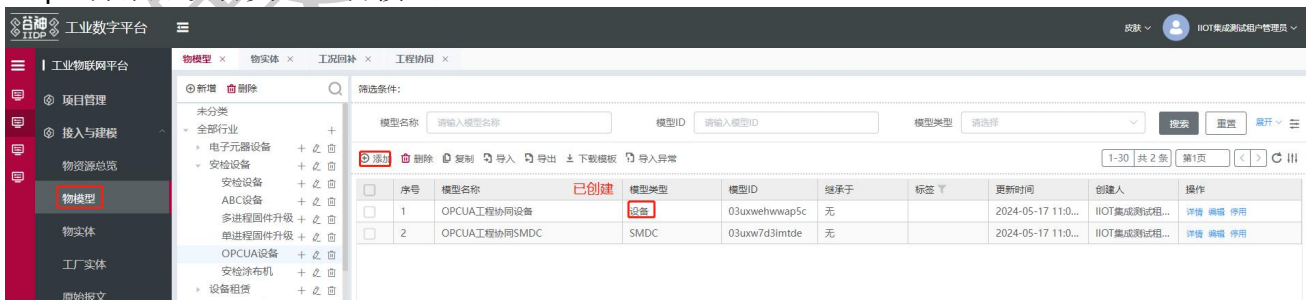 谷神 IIDP 工业数字平台 皮肤 IIOT集成测试租户管理员
工业物联网平台
物模型 × 物实体 × 工况回补 × 工程协同 ×
项目管理
接入与建模
物资源总览
物模型
物实体
工厂实体
原始报文
新增 删除
未分类
全部行业
电子元器设备
安检设备
安检设备
ABC设备
多进程固件升级
单进程固件升级
OPCUA设备
安检涂布机
设备租赁
筛选条件:
模型名称 请输入模型名称 模型ID 请输入模型ID 模型类型 请选择 搜索 重置 展开
添加 删除 复制 导入 导出 下载模板 导入异常 1-30 共 2 条 第1页
序号 模型名称 已创建 模型类型 模型ID 继承于 标签 更新时间 创建人 操作
1 OPCUA工程协同设备 设备 03uxwehwwap5c 无 2024-05-17 11:0... IIOT集成测试租... 详情 编辑 停用
2 OPCUA工程协同SMDC SMDC 03uxw7d3imtde 无 2024-05-17 11:0... IIOT集成测试租... 详情 编辑 停用